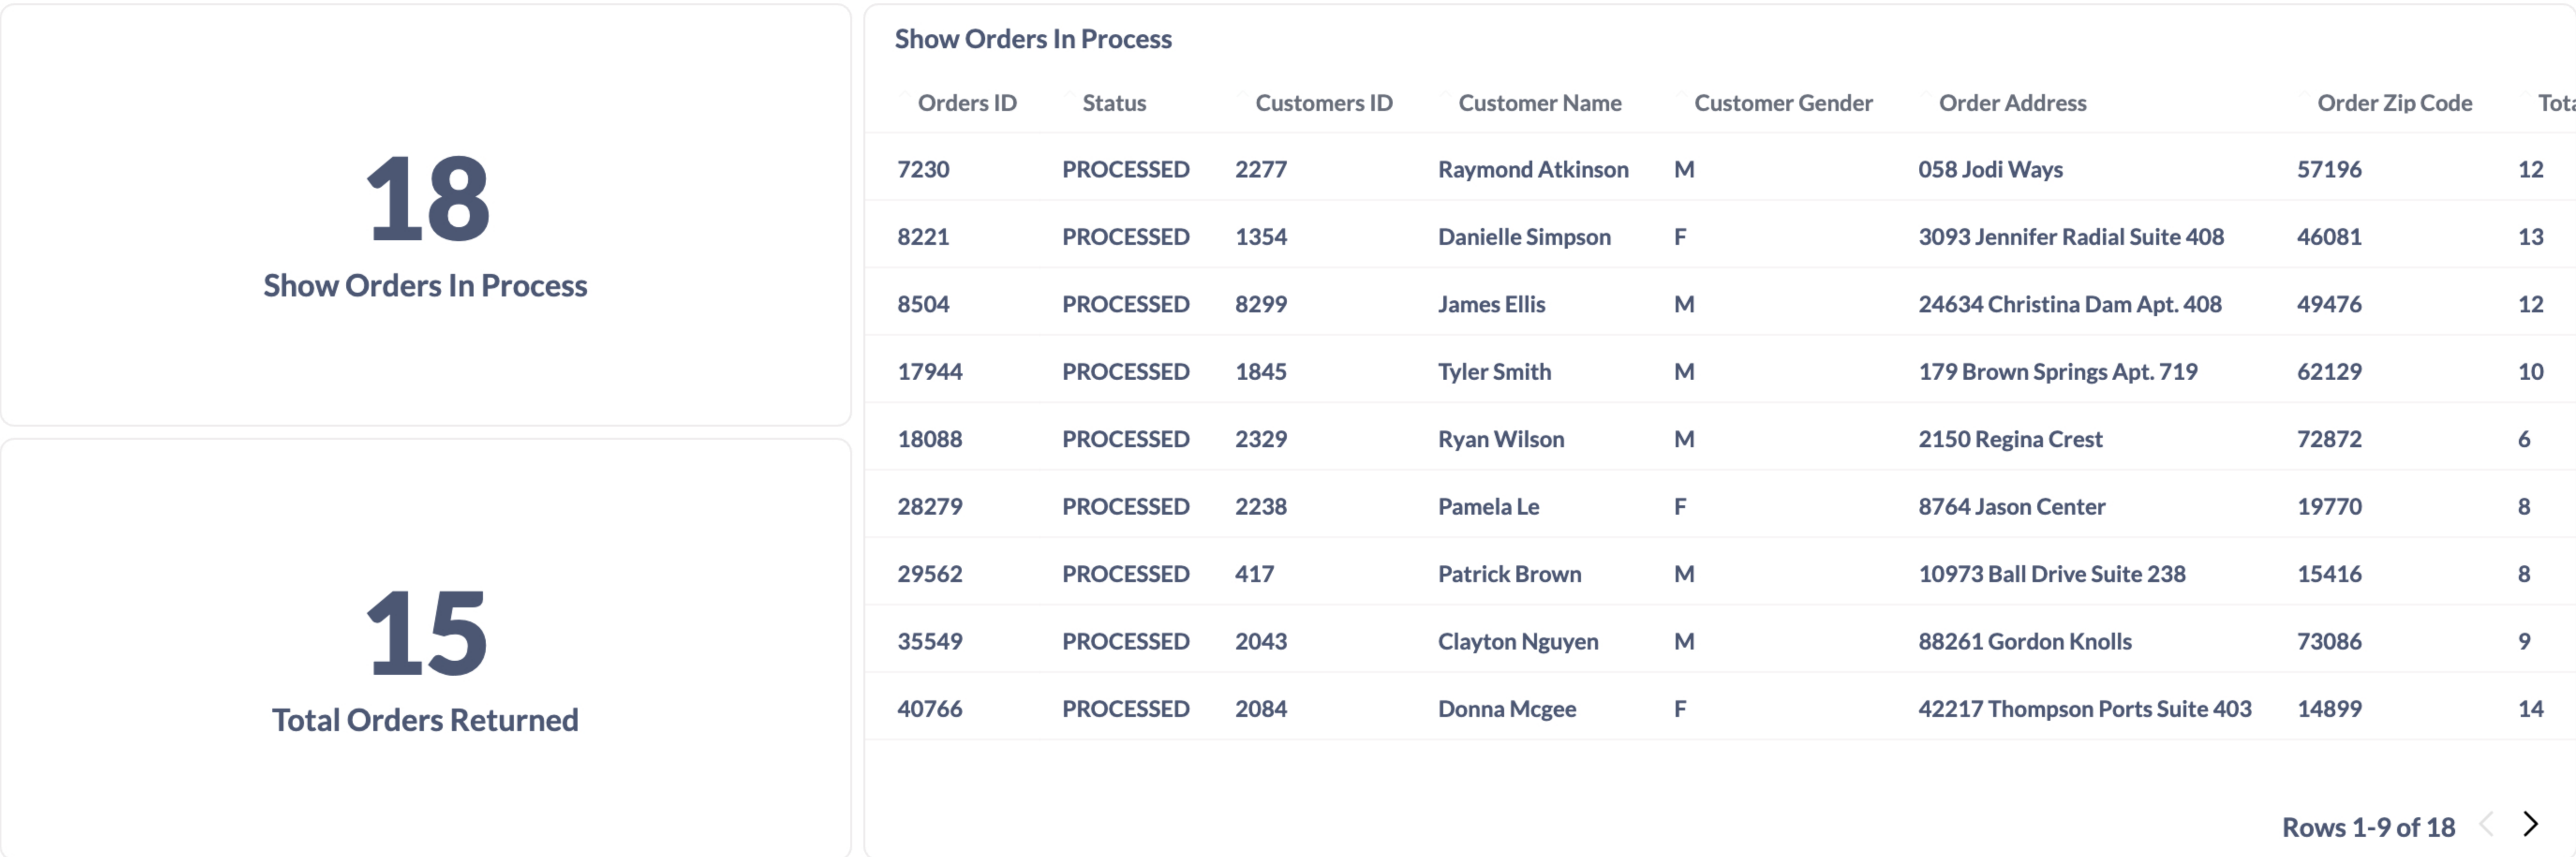 18
Show Orders In Process
15
Total Orders Returned
Show Orders In Process
Orders ID Status Customers ID Customer Name Customer Gender Order Address Order Zip Code Tota
7230 PROCESSED 2277 Raymond Atkinson M 058 Jodi Ways 57196 12
8221 PROCESSED 1354 Danielle Simpson F 3093 Jennifer Radial Suite 408 46081 13
8504 PROCESSED 8299 James Ellis M 24634 Christina Dam Apt. 408 49476 12
17944 PROCESSED 1845 Tyler Smith M 179 Brown Springs Apt. 719 62129 10
18088 PROCESSED 2329 Ryan Wilson M 2150 Regina Crest 72872 6
28279 PROCESSED 2238 Pamela Le F 8764 Jason Center 19770 8
29562 PROCESSED 417 Patrick Brown M 10973 Ball Drive Suite 238 15416 8
35549 PROCESSED 2043 Clayton Nguyen M 88261 Gordon Knolls 73086 9
40766 PROCESSED 2084 Donna Mcgee F 42217 Thompson Ports Suite 403 14899 14
Rows 1-9 of 18